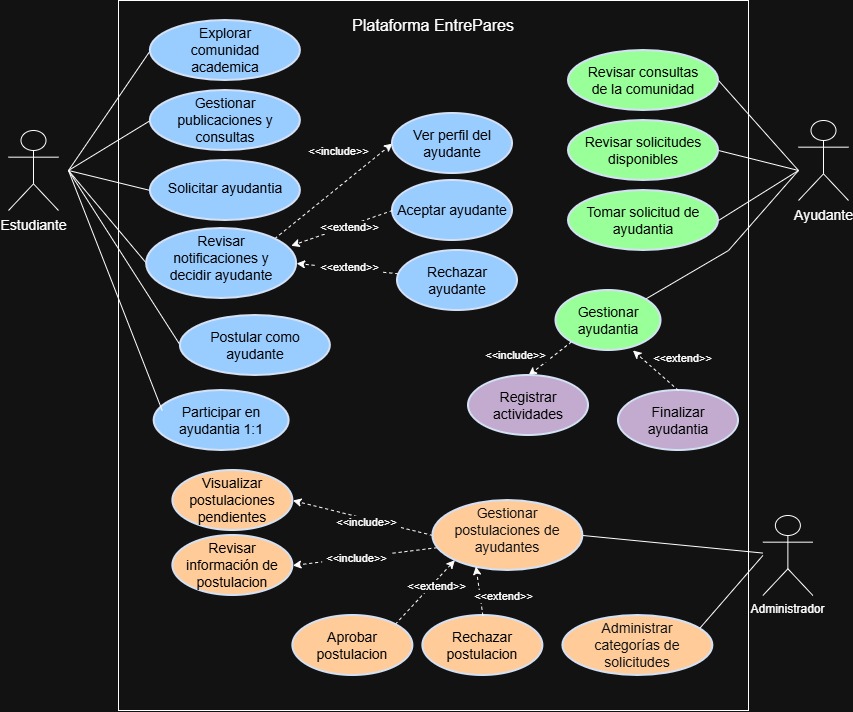 Plataforma EntrePares
Explorar
comunidad
academica
Gestionar
publicaciones y
consultas
Solicitar ayudantia
Revisar
notificaciones y
decidir ayudante
Postular como
ayudante
Participar en
ayudantia 1:1
Estudiante
<<include>>
Ver perfil del
ayudante
<<extend>>
Aceptar ayudante
<<extend>>
Rechazar
ayudante
Revisar consultas
de la comunidad
Revisar solicitudes
disponibles
Tomar solicitud de
ayudantia
Ayudante
Gestionar
ayudantia
<<include>>
<<extend>>
Registrar
actividades
Finalizar
ayudantia
Visualizar
postulaciones
pendientes
<<include>>
Gestionar
postulaciones de
ayudantes
Revisar
información de
postulacion
<<include>>
<<extend>>
<<extend>>
Aprobar
postulacion
Rechazar
postulacion
Administrar
categorías de
solicitudes
Administrador